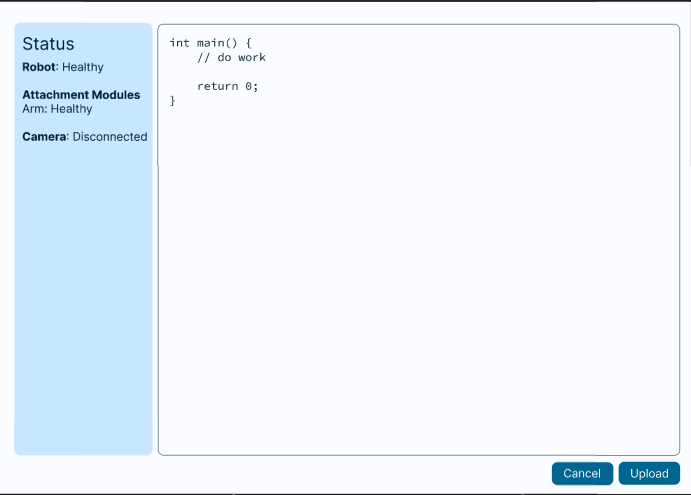 Status
Robot: Healthy
Attachment Modules
Arm: Healthy
Camera: Disconnected
int main() {
    // do work
    return 0;
}
Cancel
Upload